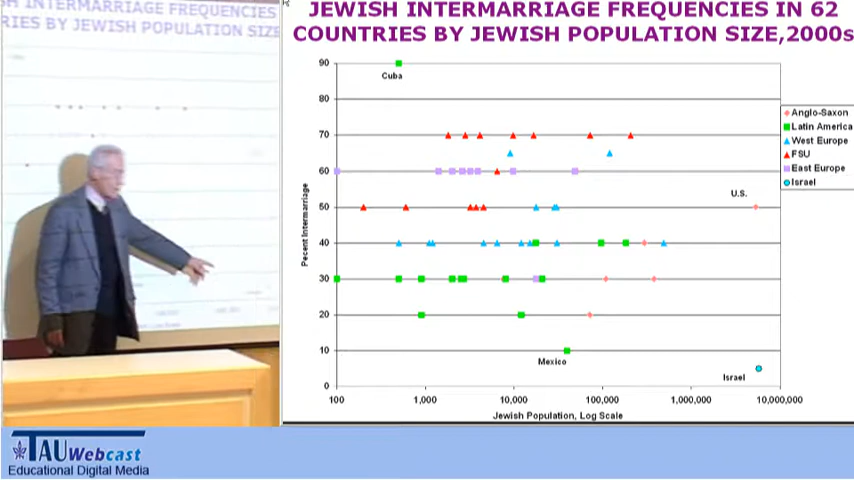 H INTERMARRIAGE FREQUENCIES
RIES BY JEWISH POPULATION SIZE
JEWISH INTERMARRIAGE FREQUENCIES IN 62
COUNTRIES BY JEWISH POPULATION SIZE,2000s
90
80
70
60
50
40
30
20
10
0
Pecent Intermarriage
Cuba
U.S.
Mexico
Israel
100 1,000 10,000 100,000 1,000,000 10,000,000
Jewish Population, Log Scale
Anglo-Saxon
Latin America
West Europe
FSU
East Europe
Israel
TAU Webcast
Educational Digital Media